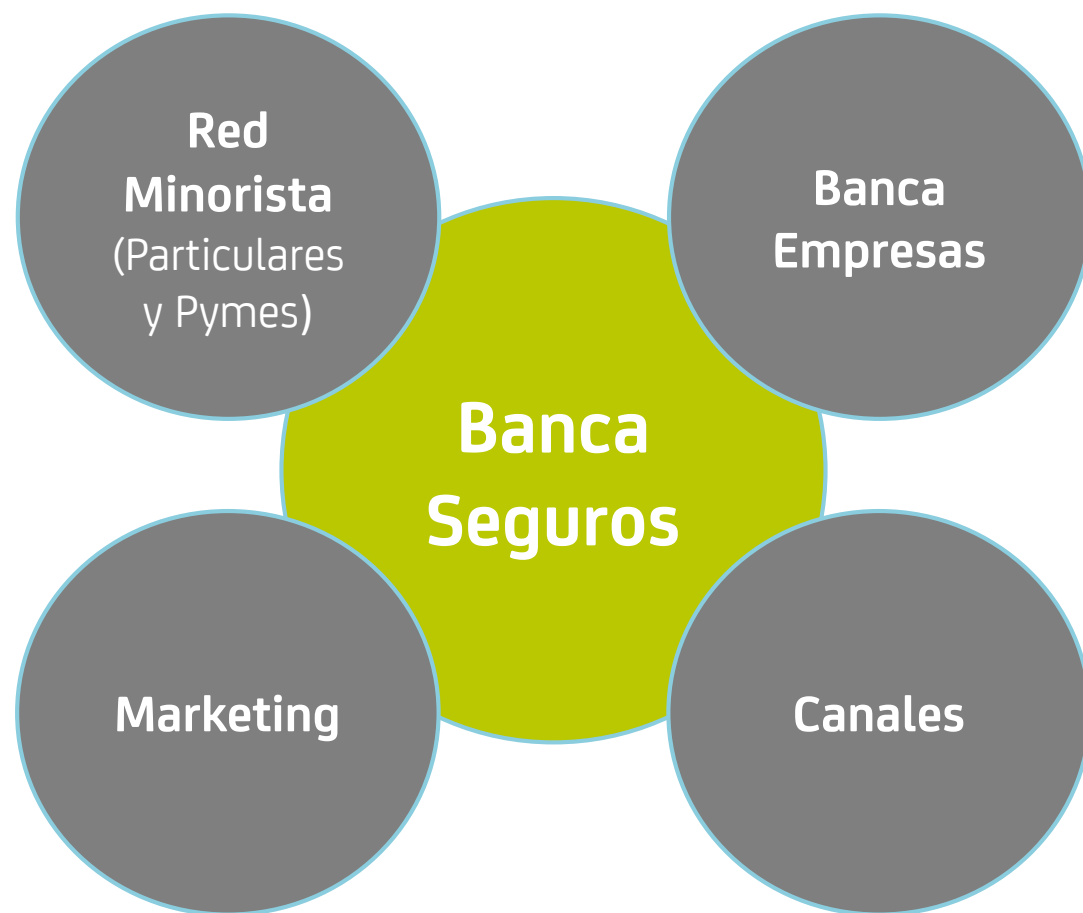 Red
Minorista
(Particulares
y Pymes)
Banca
Empresas
Banca
Seguros
Marketing
Canales